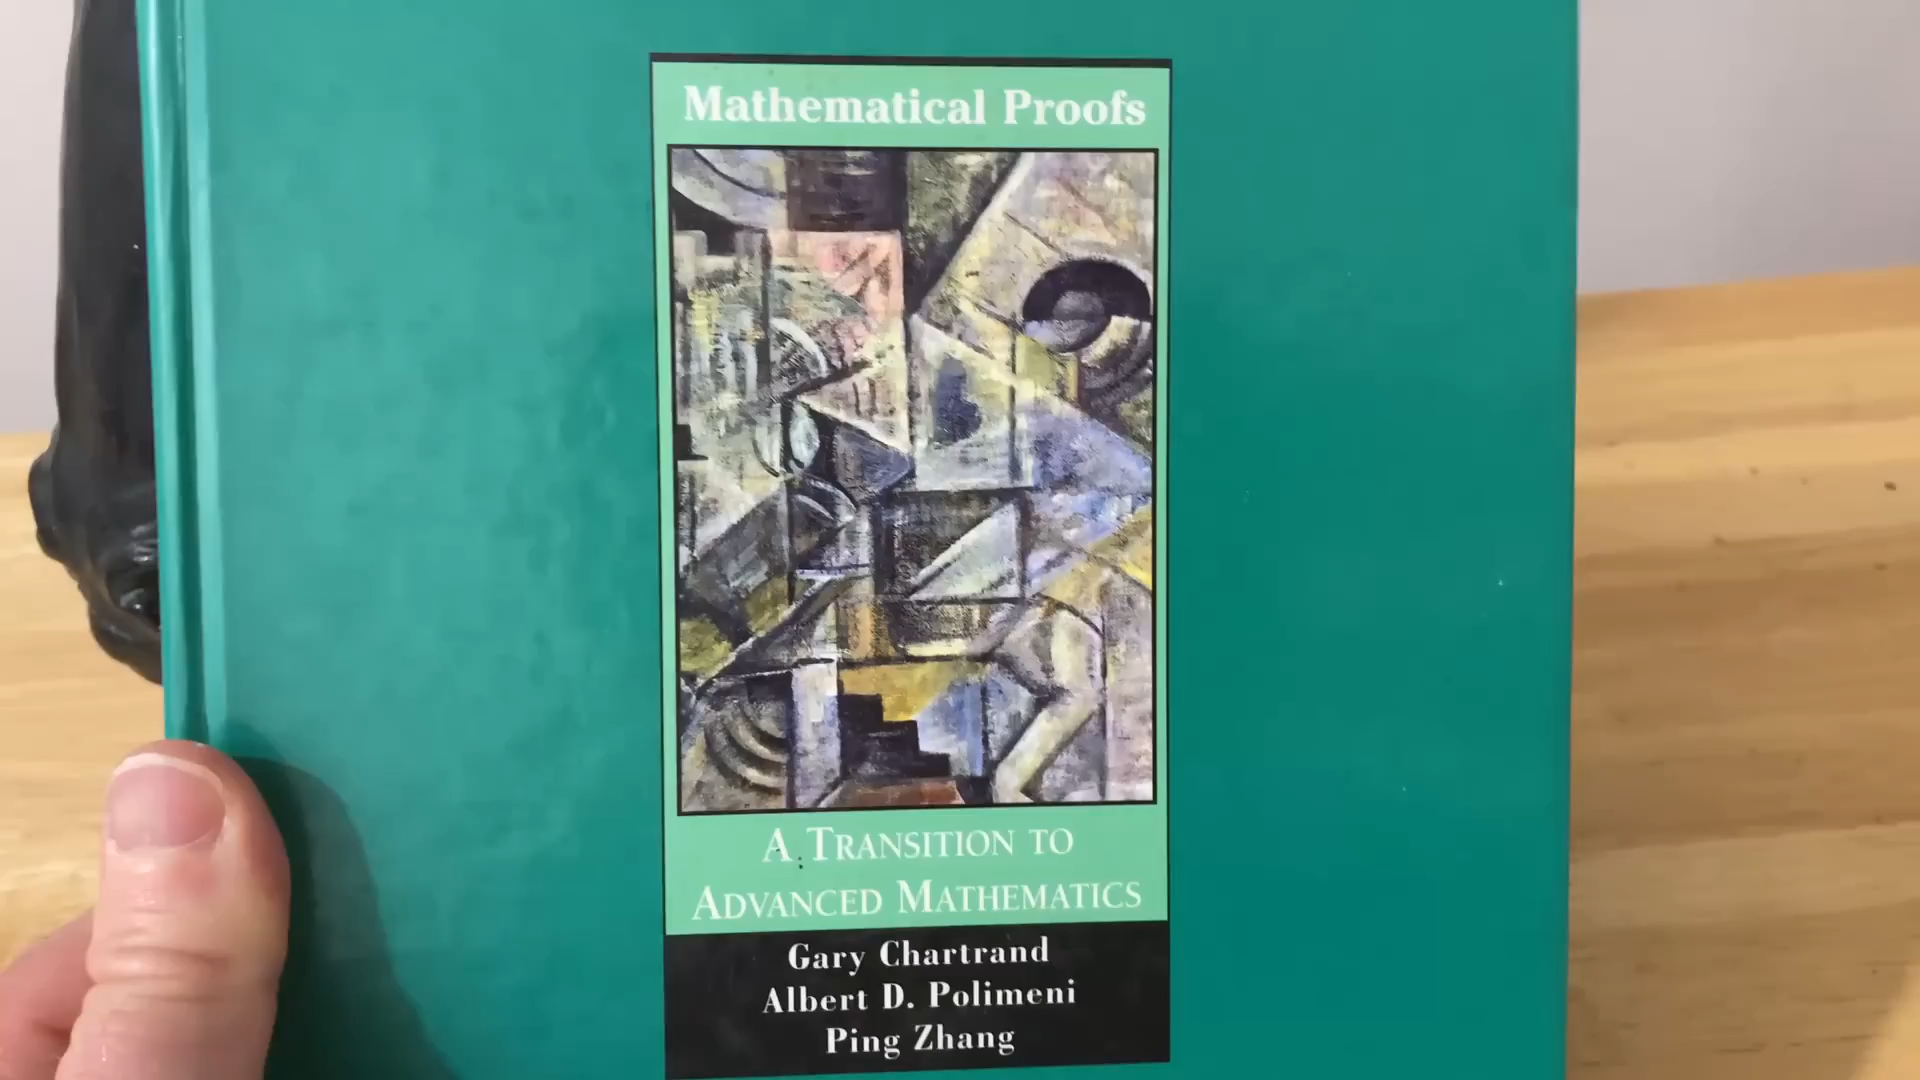 Mathematical Proofs
A Transition to
Advanced Mathematics
Gary Chartrand
Albert D. Polimeni
Ping Zhang